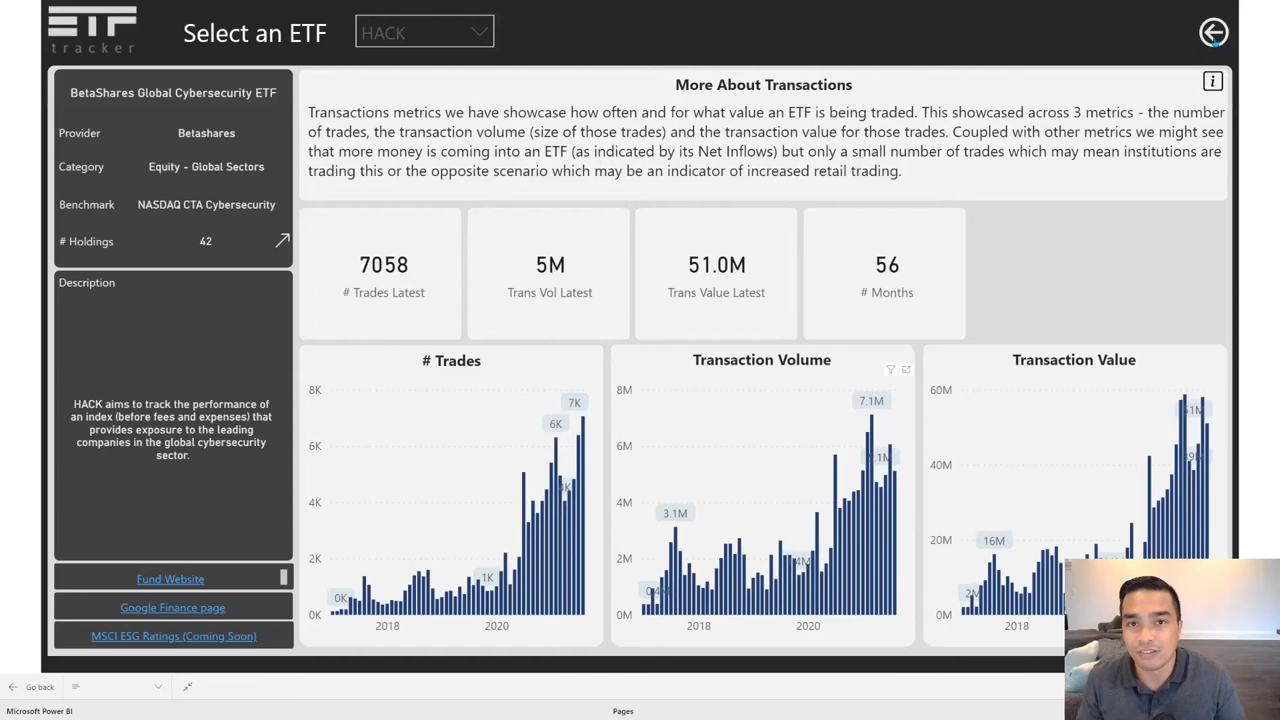 ETF
tracker
Select an ETF
HACK
BetaShares Global Cybersecurity ETF
Provider Betashares
Category Equity - Global Sectors
Benchmark NASDAQ CTA Cybersecurity
# Holdings 42
Description
HACK aims to track the performance of
an index (before fees and expenses) that
provides exposure to the leading
companies in the global cybersecurity
sector.
Fund Website
Google Finance page
MSCI ESG Ratings (Coming Soon)
More About Transactions
i
Transactions metrics we have showcase how often and for what value an ETF is being traded. This showcased across 3 metrics - the number
of trades, the transaction volume (size of those trades) and the transaction value for those trades. Coupled with other metrics we might see
that more money is coming into an ETF (as indicated by its Net Inflows) but only a small number of trades which may mean institutions are
trading this or the opposite scenario which may be an indicator of increased retail trading.
7058
# Trades Latest
5M
Trans Vol Latest
51.0M
Trans Value Latest
56
# Months
# Trades
8K
6K
4K
2K
0K
7K
6K
1K
0K
2018 2020
Transaction Volume
8M
6M
4M
2M
0M
7.1M
3.1M
2018 2020
Transaction Value
60M
40M
20M
0M
16M
2018
Go back
Microsoft Power BI
Pages